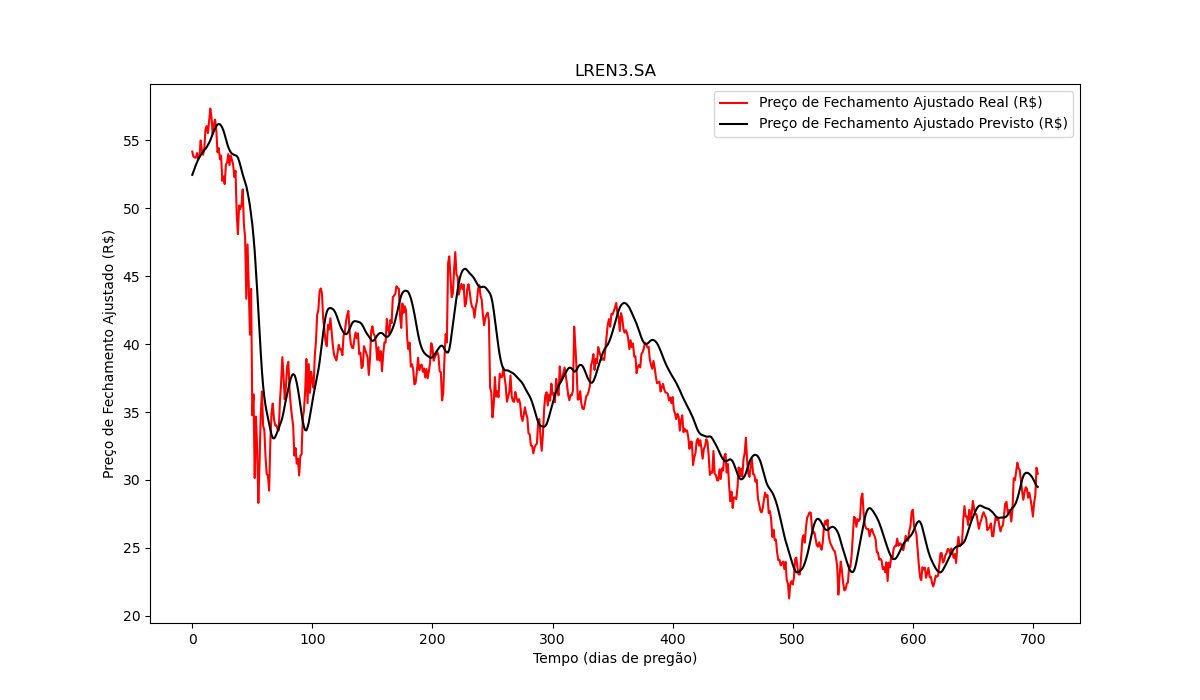 LREN3.SA
Preço de Fechamento Ajustado Real (R$)
Preço de Fechamento Ajustado Previsto (R$)
Preço de Fechamento Ajustado (R$)
55
50
45
40
35
30
25
20
0 100 200 300 400 500 600 700
Tempo (dias de pregão)